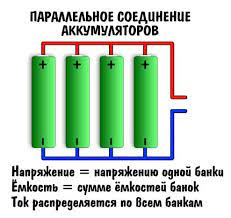 ПАРАЛЛЕЛЬНОЕ СОЕДИНЕНИЕ
АККУМУЛЯТОРОВ
+ + + +
- - - -
Напряжение = напряжению одной банки
Ёмкость = сумме ёмкостей банок
Ток распределяется по всем банкам